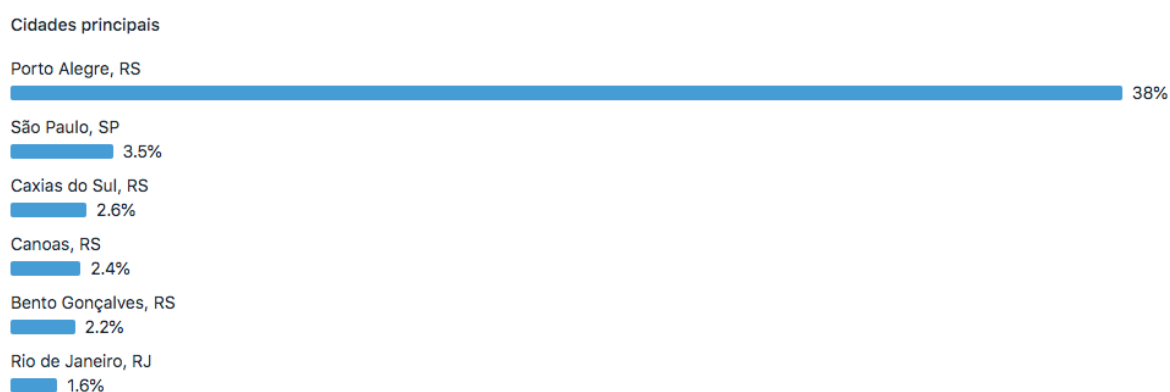 Cidades principais
Porto Alegre, RS
38%
São Paulo, SP
3.5%
Caxias do Sul, RS
2.6%
Canoas, RS
2.4%
Bento Gonçalves, RS
2.2%
Rio de Janeiro, RJ
1.6%